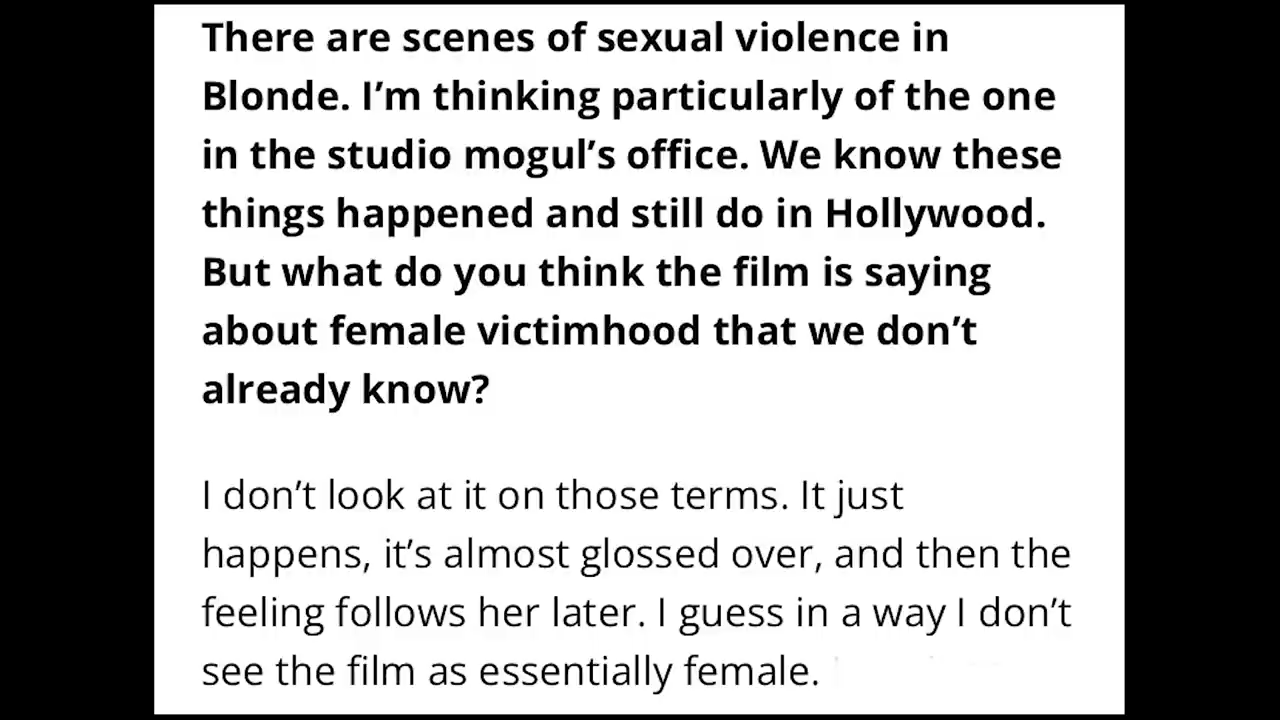 There are scenes of sexual violence in
Blonde. I’m thinking particularly of the one
in the studio mogul’s office. We know these
things happened and still do in Hollywood.
But what do you think the film is saying
about female victimhood that we don’t
already know?
I don’t look at it on those terms. It just
happens, it’s almost glossed over, and then the
feeling follows her later. I guess in a way I don’t
see the film as essentially female.